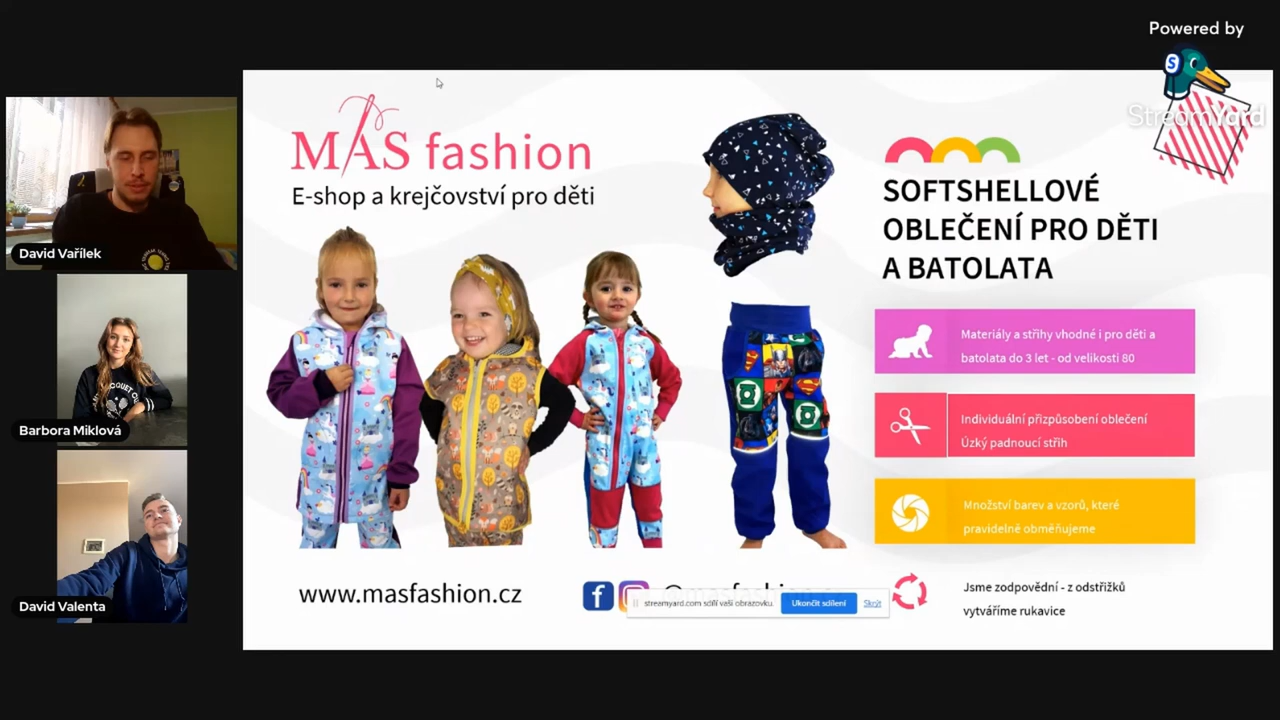 Powered by
StreamYard
David Vařílek
Barbora Miklová
David Valenta
MAS fashion
E-shop a krejčovství pro děti
SOFTSHELLOVÉ
OBLEČENÍ PRO DĚTI
A BATOLATA
Materiály a střihy vhodné i pro děti a
batolata do 3 let - od velikosti 80
Individuální přizpůsobení oblečení
Úzký padnoucí střih
Množství barev a vzorů, které
pravidelně obměňujeme
www.masfashion.cz
streamyard.com sdílí vaši obrazovku.
Ukončit sdílení
Skrýt
Jsme zodpovědní - z odstřižků
vytváříme rukavice